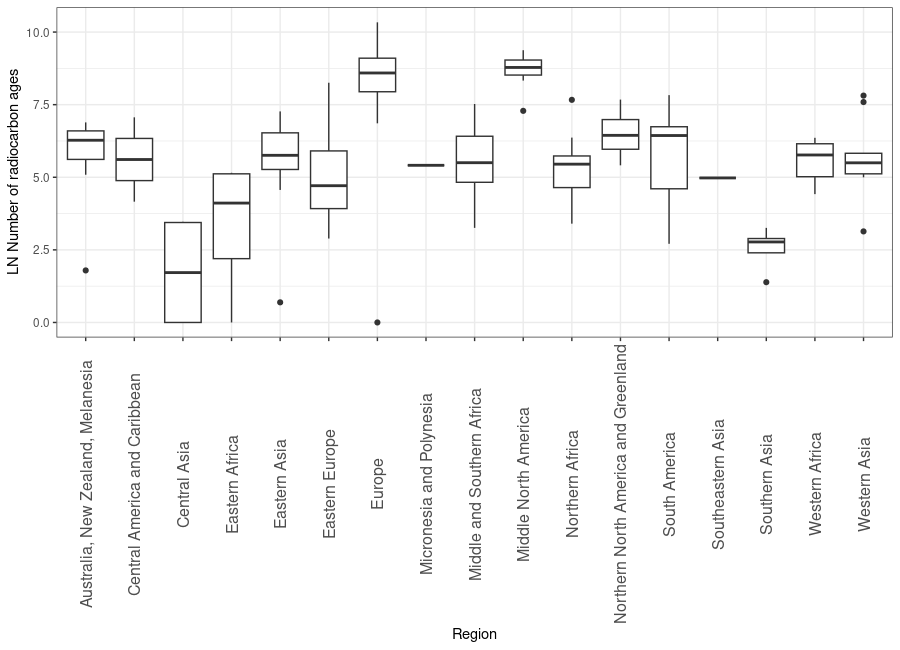 LN Number of radiocarbon ages
10.0
7.5
5.0
2.5
0.0
Australia, New Zealand, Melanesia
Central America and Caribbean
Central Asia
Eastern Africa
Eastern Asia
Eastern Europe
Europe
Micronesia and Polynesia
Middle and Southern Africa
Middle North America
Northern Africa
Northern North America and Greenland
South America
Southeastern Asia
Southern Asia
Western Africa
Western Asia
Region